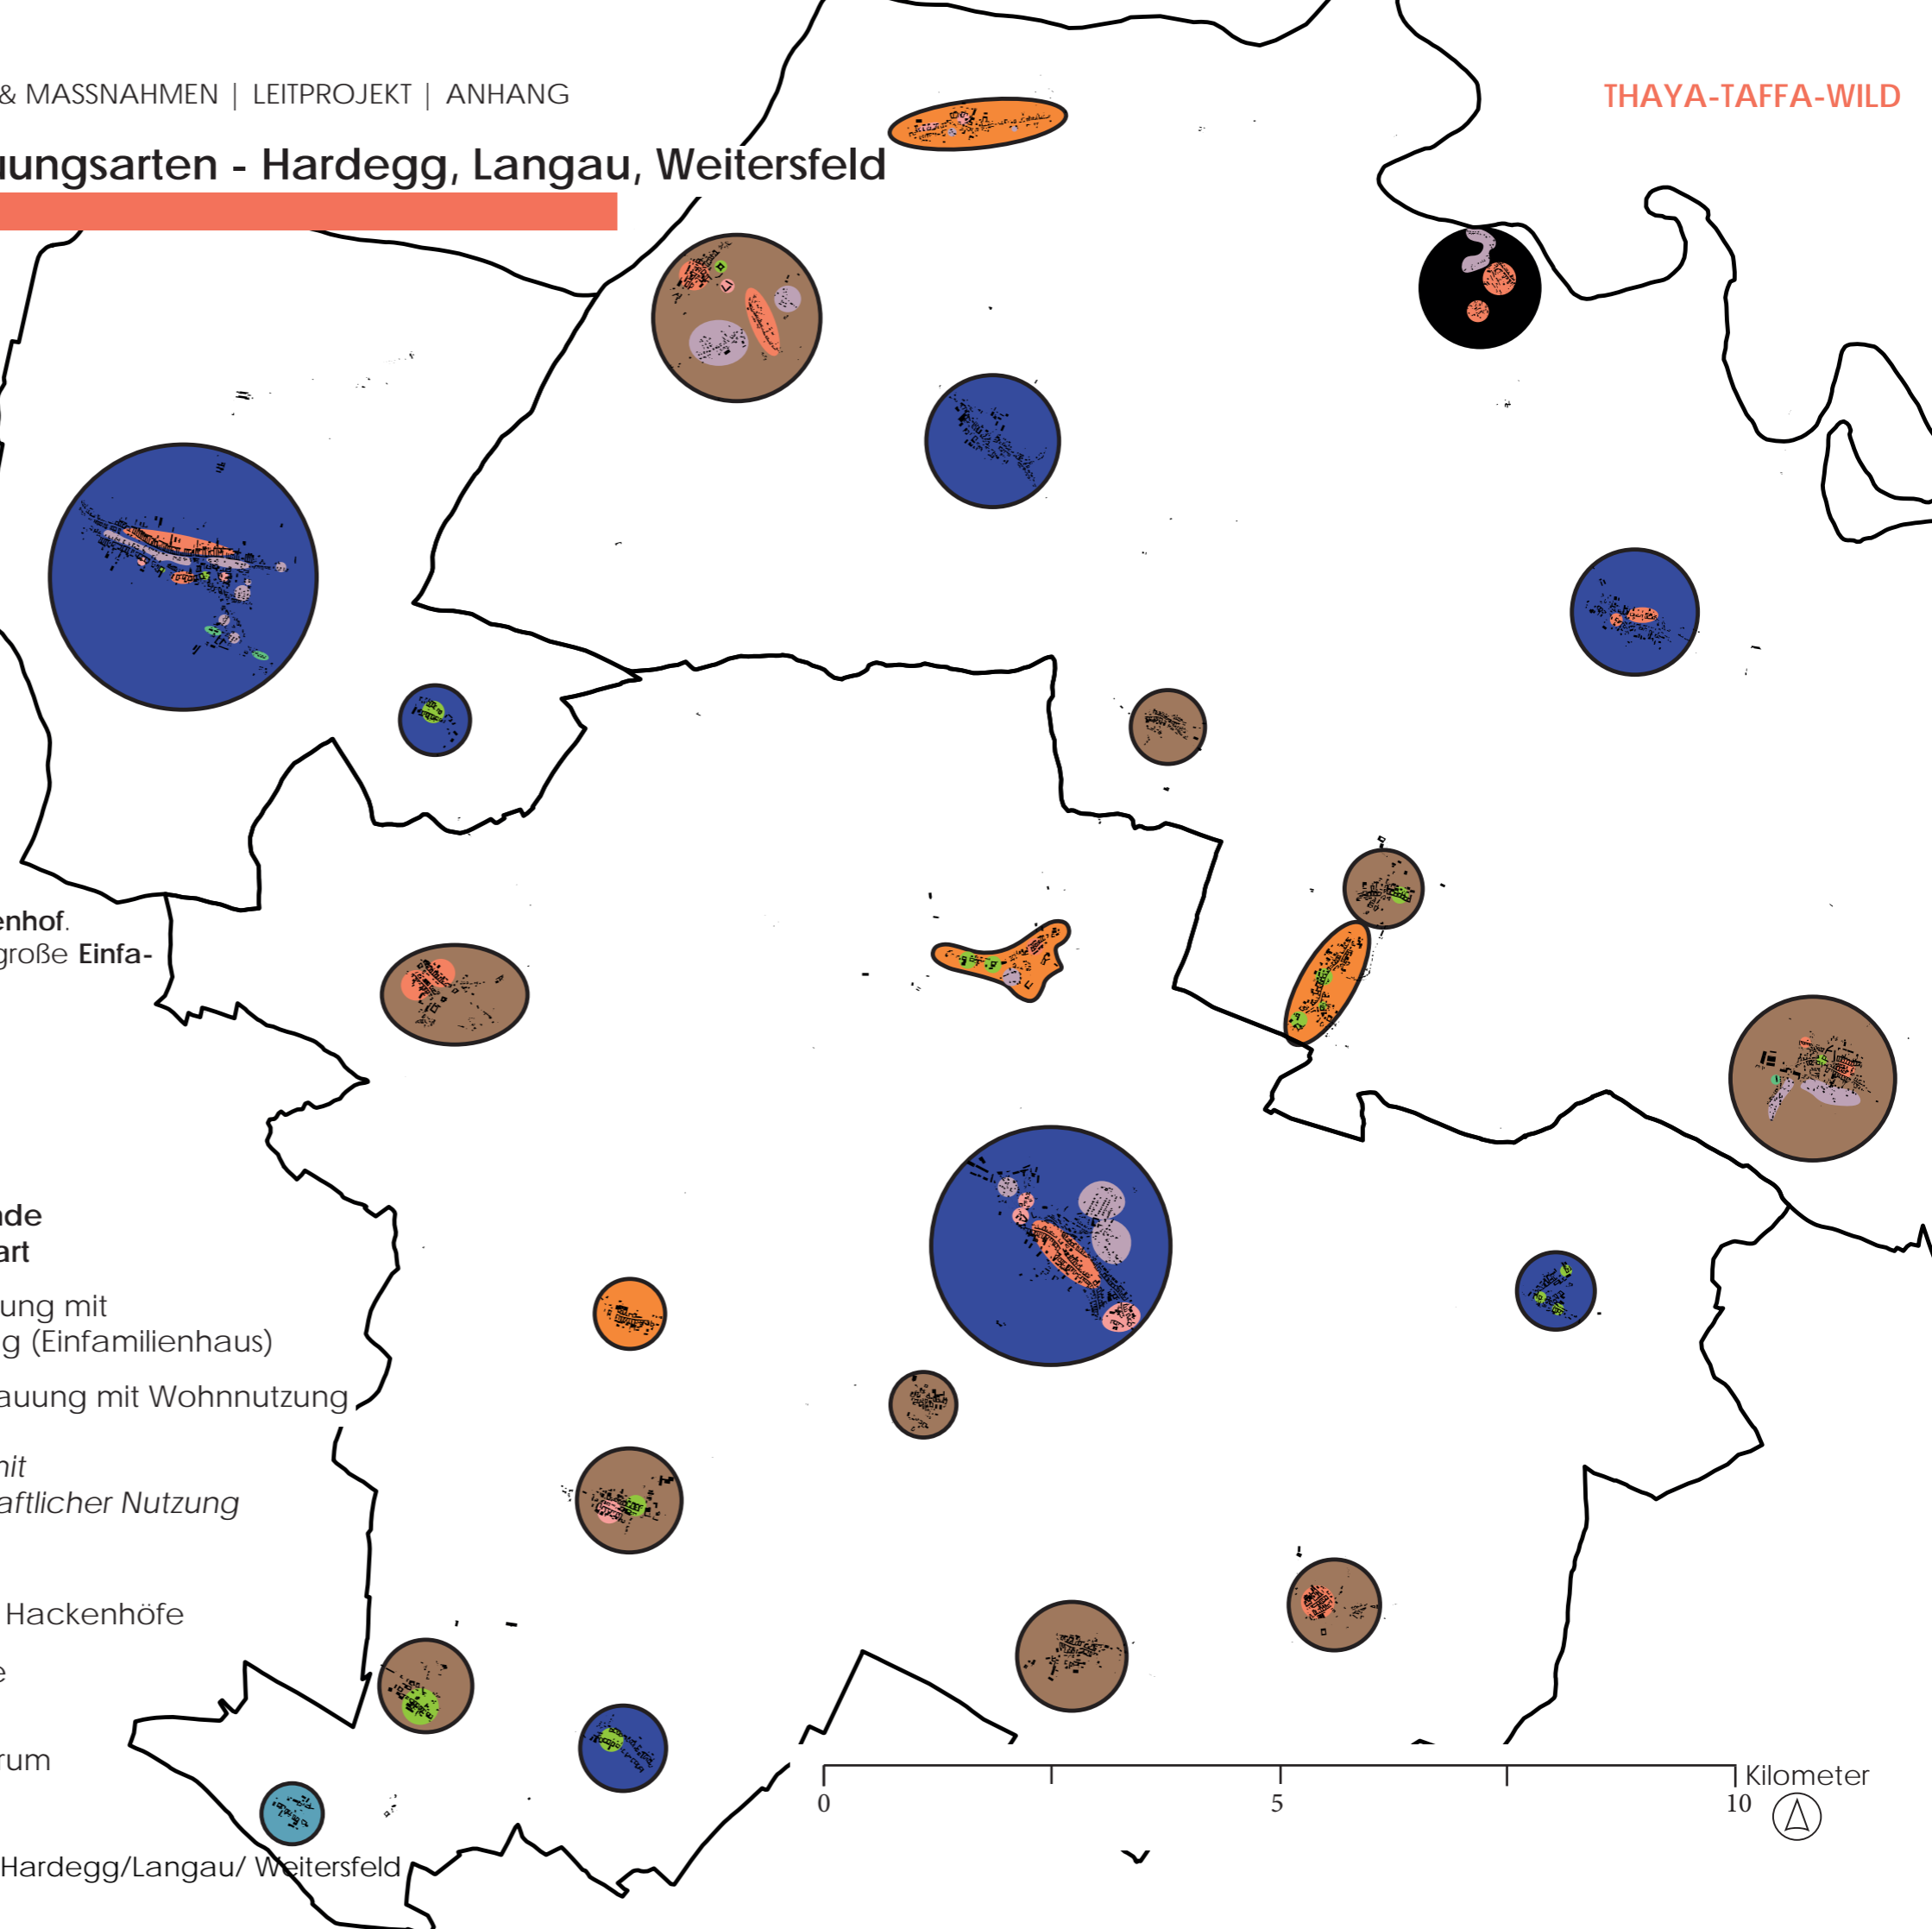 & MASSNAHMEN | LEITPROJEKT | ANHANG
THAYA-TAFFA-WILD
uungsarten - Hardegg, Langau, Weitersfeld
enhof.
große Einfa-
nde
art
ung mit
g (Einfamilienhaus)
auung mit Wohnnutzung
mit
aftlicher Nutzung
Hackenhöfe
e
rum
Kilometer
0 5 10
Hardegg/Langau/ Weitersfeld